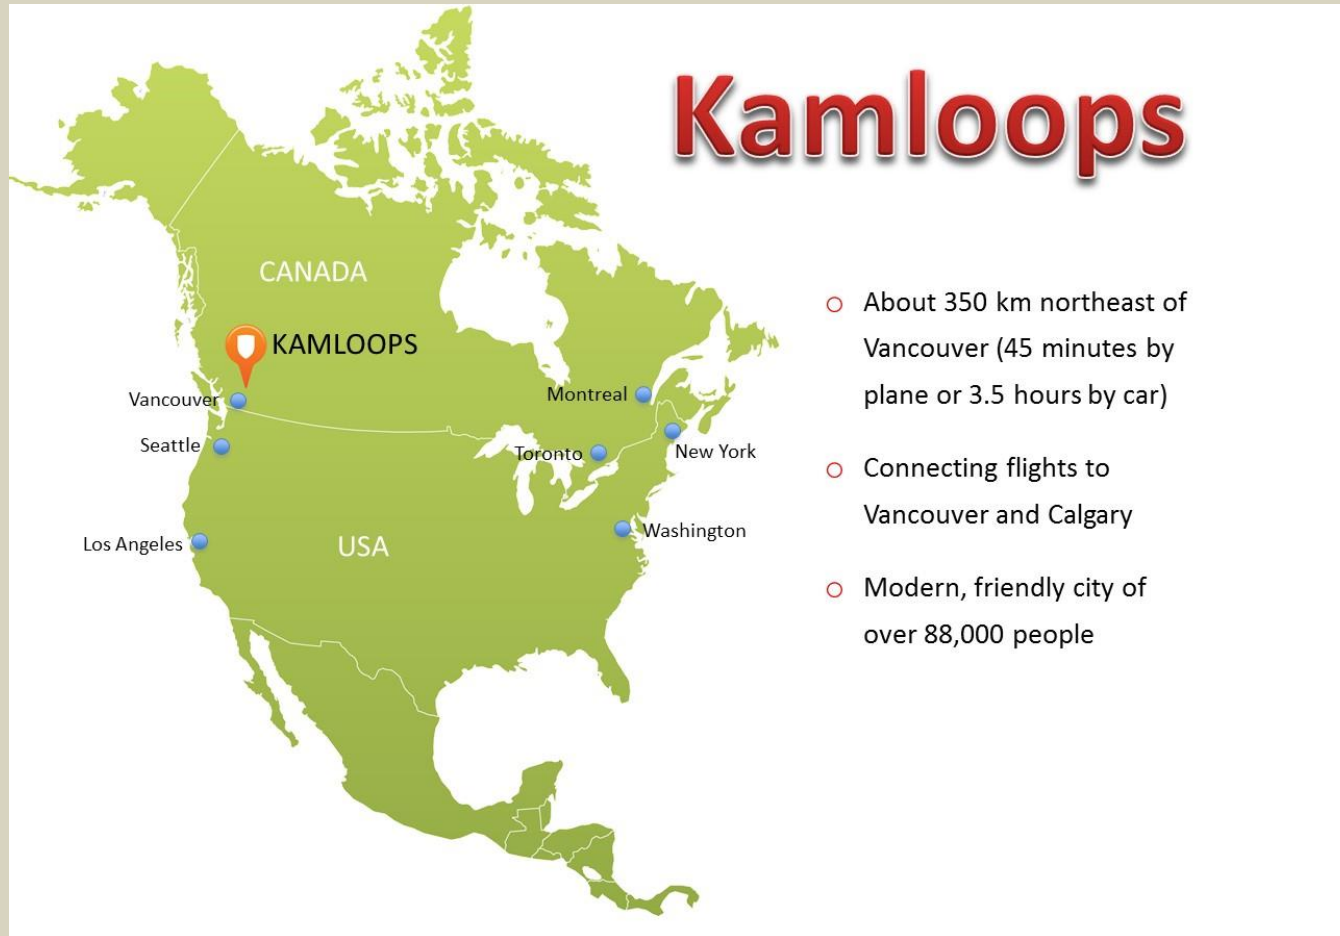 Kamloops
CANADA
KAMLOOPS
Vancouver
Seattle
Los Angeles
USA
Montreal
Toronto
New York
Washington
About 350 km northeast of
Vancouver (45 minutes by
plane or 3.5 hours by car)
Connecting flights to
Vancouver and Calgary
Modern, friendly city of
over 88,000 people